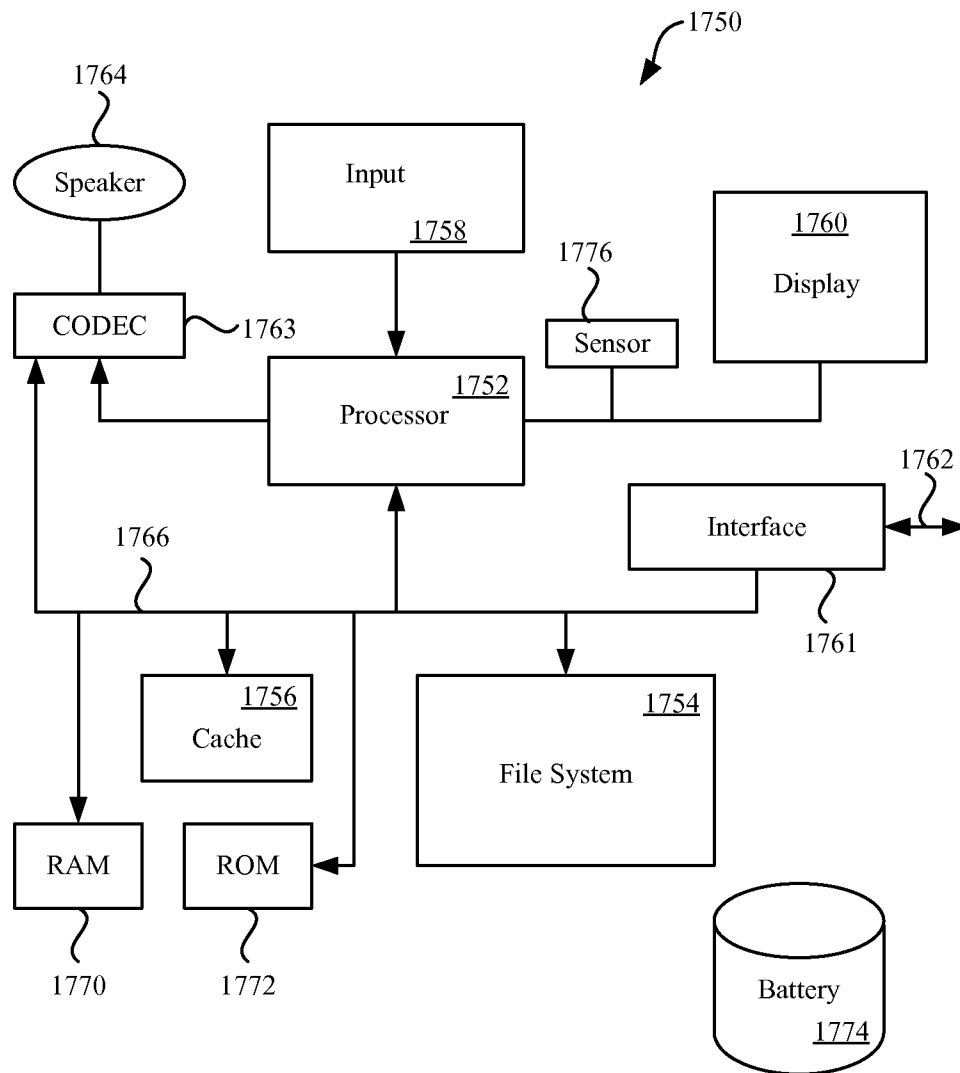 1750
1764
Speaker
Input
1758
1760
Display
1776
Sensor
CODEC
1763
1752
Processor
1762
Interface
1766
1761
1756
Cache
1754
File System
RAM
ROM
1770
1772
Battery
1774